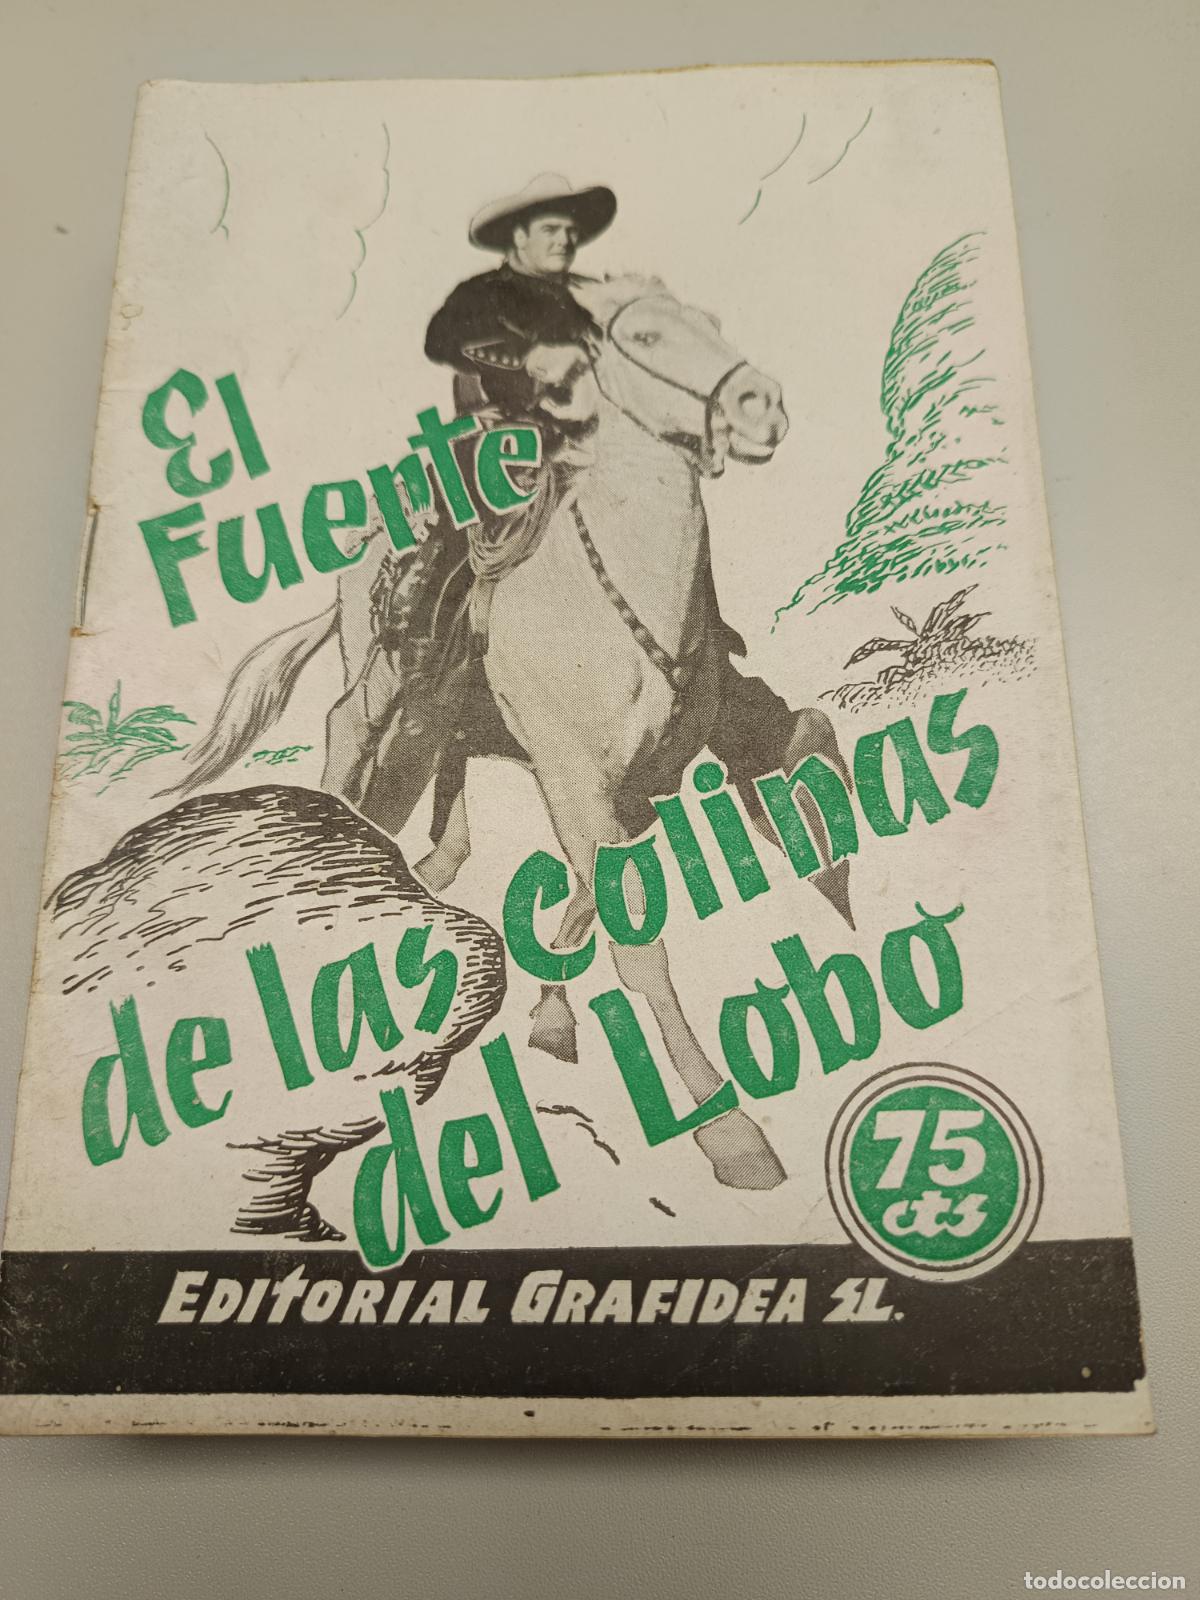 El
Fuerte
de las colinas
del Lobo
75
cts
EDITORIAL GRAFIDEA S.L.
todocoleccion